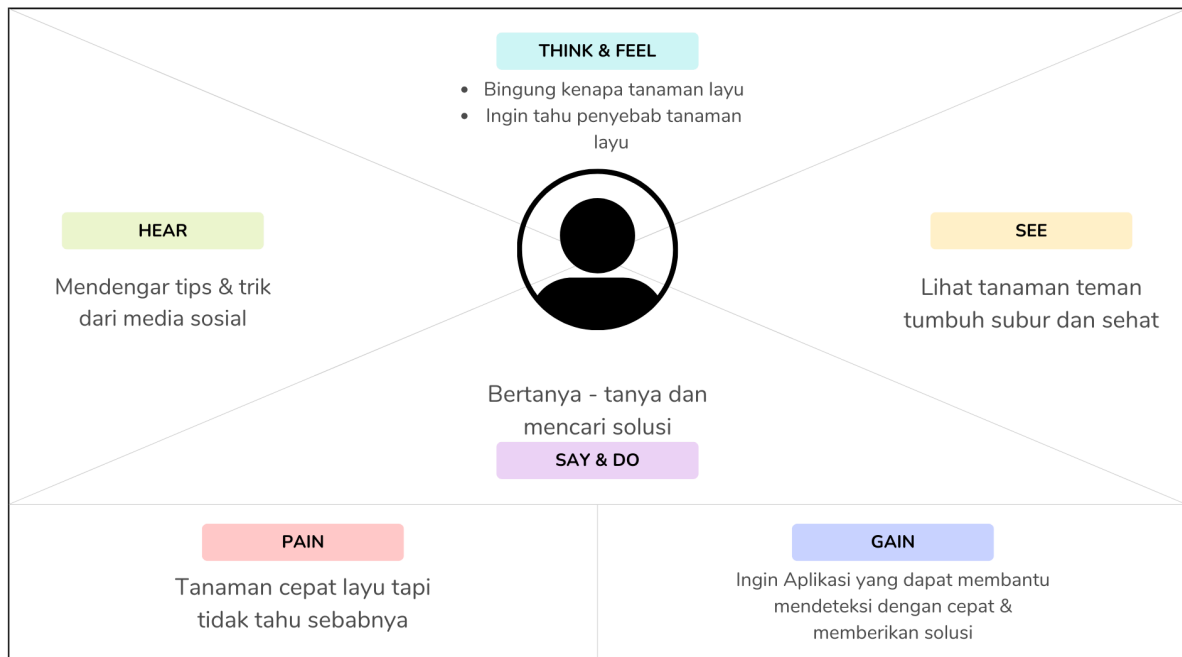 THINK & FEEL
• Bingung kenapa tanaman layu
• Ingin tahu penyebab tanaman
layu
HEAR
Mendengar tips & trik
dari media sosial
SEE
Lihat tanaman teman
tumbuh subur dan sehat
Bertanya - tanya dan
mencari solusi
SAY & DO
PAIN
Tanaman cepat layu tapi
tidak tahu sebabnya
GAIN
Ingin Aplikasi yang dapat membantu
mendeteksi dengan cepat &
memberikan solusi